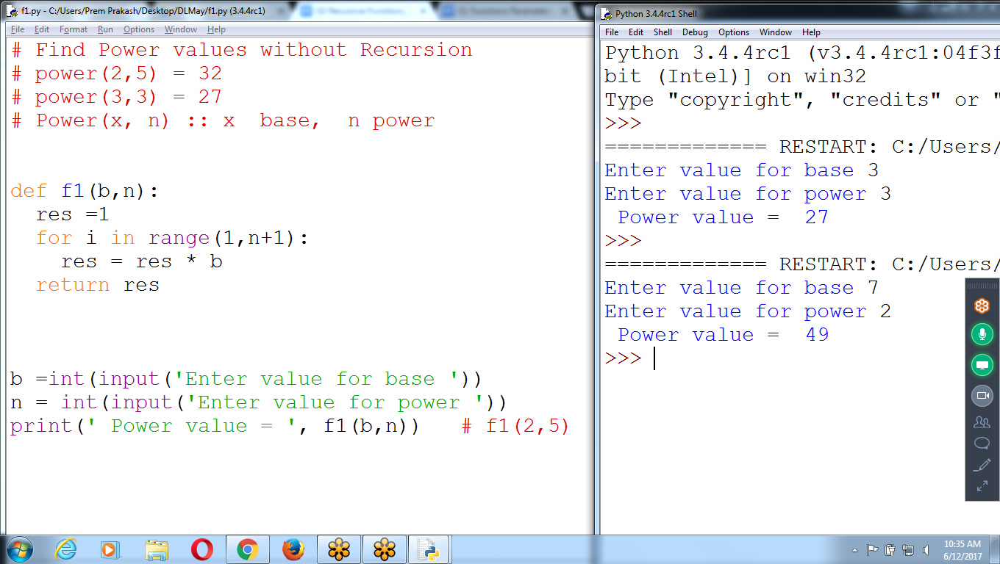 f1.py - C:/Users/Prem Prakash/Desktop/DLMay/f1.py (3.4.4rc1)
File Edit Format Run Options Window Help
# Find Power values without Recursion
# power(2,5) = 32
# power(3,3) = 27
# Power(x, n) :: x  base,  n power
def f1(b,n):
  res =1
  for i in range(1,n+1):
    res = res * b
  return res
b =int(input('Enter value for base '))
n = int(input('Enter value for power '))
print(' Power value = ', f1(b,n))   # f1(2,5)
Python 3.4.4rc1 Shell
File Edit Shell Debug Options Window Help
Python 3.4.4rc1 (v3.4.4rc1:04f3f
bit (Intel)] on win32
Type "copyright", "credits" or "
>>>
============= RESTART: C:/Users/
Enter value for base 3
Enter value for power 3
 Power value =  27
>>>
============= RESTART: C:/Users/
Enter value for base 7
Enter value for power 2
 Power value =  49
>>>
10:35 AM
6/12/2017